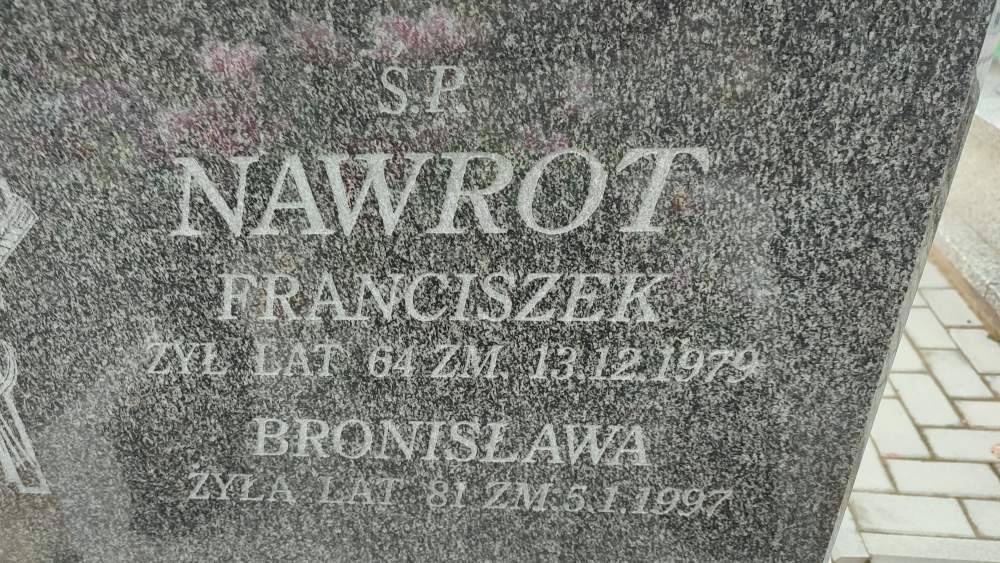 S.P.
NAWROT
FRANCISZEK
ŻYŁ LAT 64 ZM. 13.12.1979
BRONISŁAWA
ŻYŁA LAT 81 ZM.5.1.1997